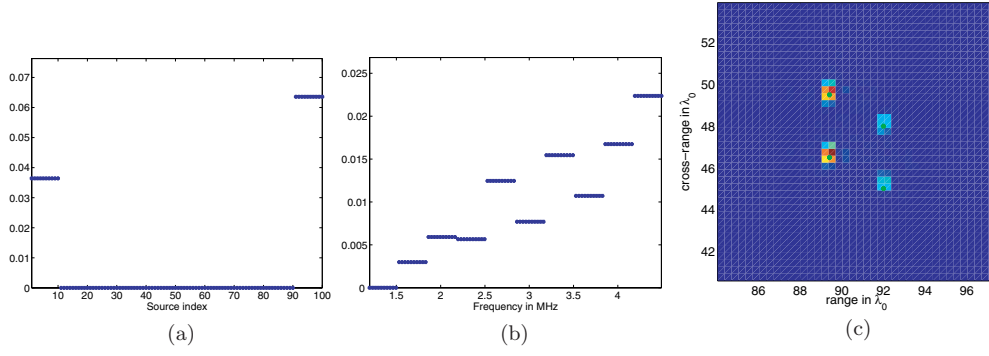 0.07
0.06
0.05
0.04
0.03
0.02
0.01
0
10 20 30 40 50 60 70 80 90 100
Source index
(a)
0.025
0.02
0.015
0.01
0.005
0
1.5 2 2.5 3 3.5 4
Frequency in MHz
(b)
cross-range in λ0
52
50
48
46
44
42
86 88 90 92 94 96
range in λ0
(c)